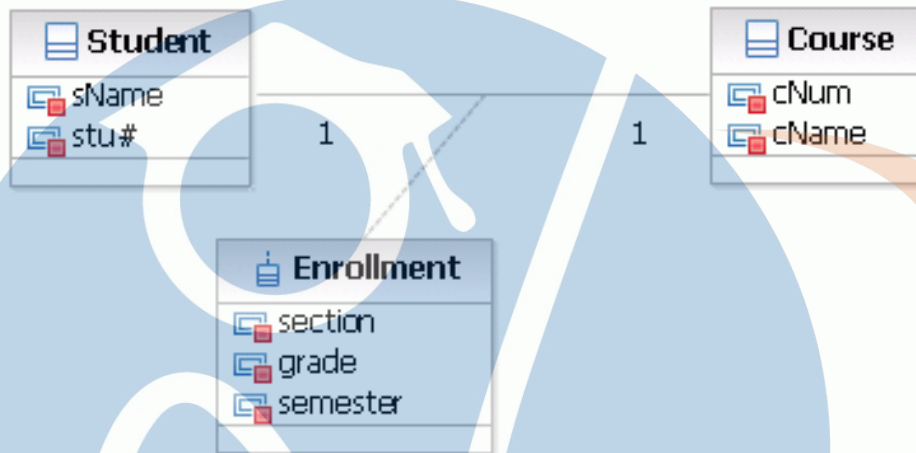 Student
sName
stu#
1
1
Course
cNum
cName
Enrollment
section
grade
semester